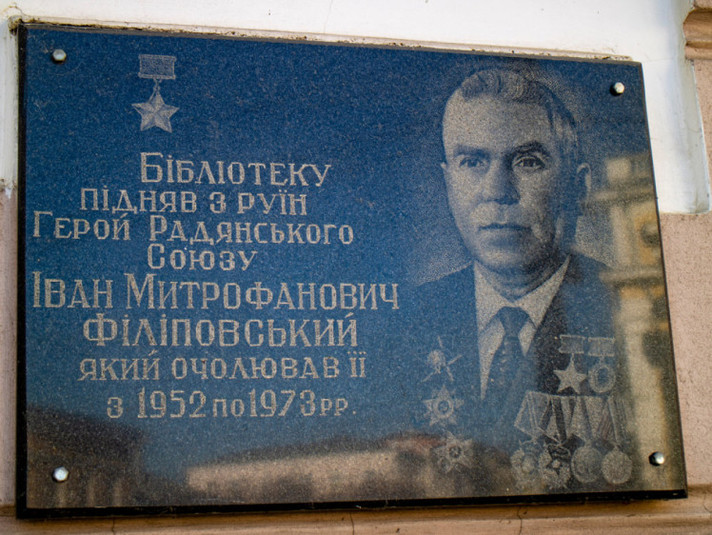 Бібліотеку
підняв з руїн
Герой Радянського
Союзу
Іван Митрофанович
Філіповський
який очолював її
з 1952 по 1973 рр.